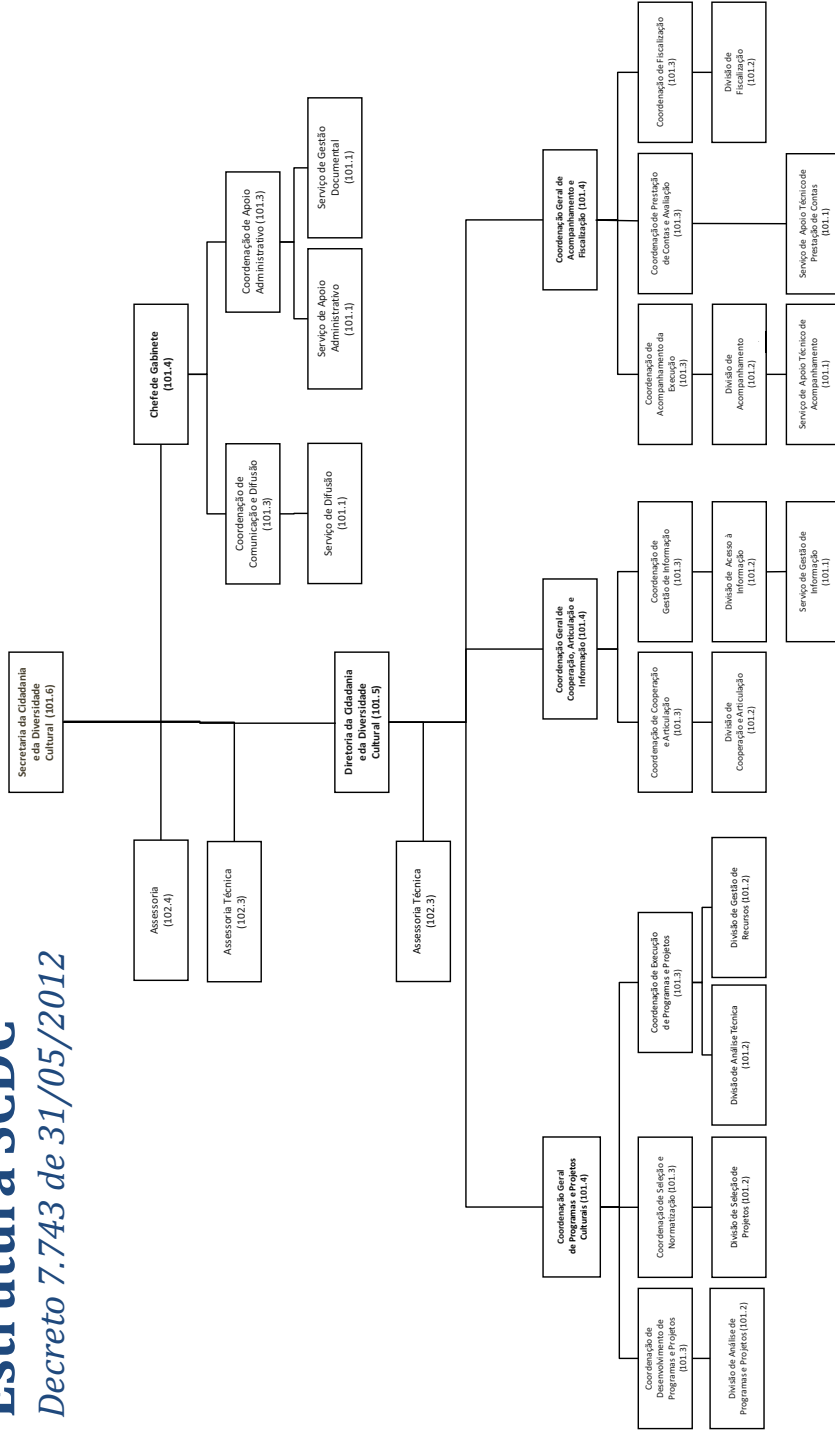 Estrutura SCDC
Decreto 7.743 de 31/05/2012
Secretaria da Cidadania
e da Diversidade
Cultural (101.6)
Assessoria
(102.4)
Chefe de Gabinete
(101.4)
Assessoria Técnica
(102.3)
Coordenação de
Comunicação e Difusão
(101.3)
Coordenação de Apoio
Administrativo (101.3)
Serviço de Difusão
(101.1)
Serviço de Apoio
Administrativo
(101.1)
Serviço de Gestão
Documental
(101.1)
Diretoria da Cidadania
e da Diversidade
Cultural (101.5)
Assessoria Técnica
(102.3)
Coordenação Geral
de Programas e Projetos
Culturais (101.4)
Coordenação Geral de
Cooperação, Articulação e
Informação (101.4)
Coordenação Geral de
Acompanhamento e
Fiscalização (101.4)
Coordenação de
Desenvolvimento de
Programas e Projetos
(101.3)
Coordenação de Seleção e
Normatização (101.3)
Coordenação de Execução
de Programas e Projetos
(101.3)
Coordenação de Cooperação
e Articulação
(101.3)
Coordenação de
Gestão de Informação
(101.3)
Coordenação de
Acompanhamento da
Execução
(101.3)
Coordenação de Prestação
de Contas e Avaliação
(101.3)
Coordenação de Fiscalização
(101.3)
Divisão de Análise de
Programas e Projetos (101.2)
Divisão de Seleção de
Projetos (101.2)
Divisão de Análise Técnica
(101.2)
Divisão de Gestão de
Recursos (101.2)
Divisão de
Cooperação e Articulação
(101.2)
Divisão de Acesso à
Informação
(101.2)
Divisão de
Acompanhamento
(101.2)
Divisão de
Fiscalização
(101.2)
Serviço de Gestão de
Informação
(101.1)
Serviço de Apoio Técnico de
Acompanhamento
(101.1)
Serviço de Apoio Técnico de
Prestação de Contas
(101.1)